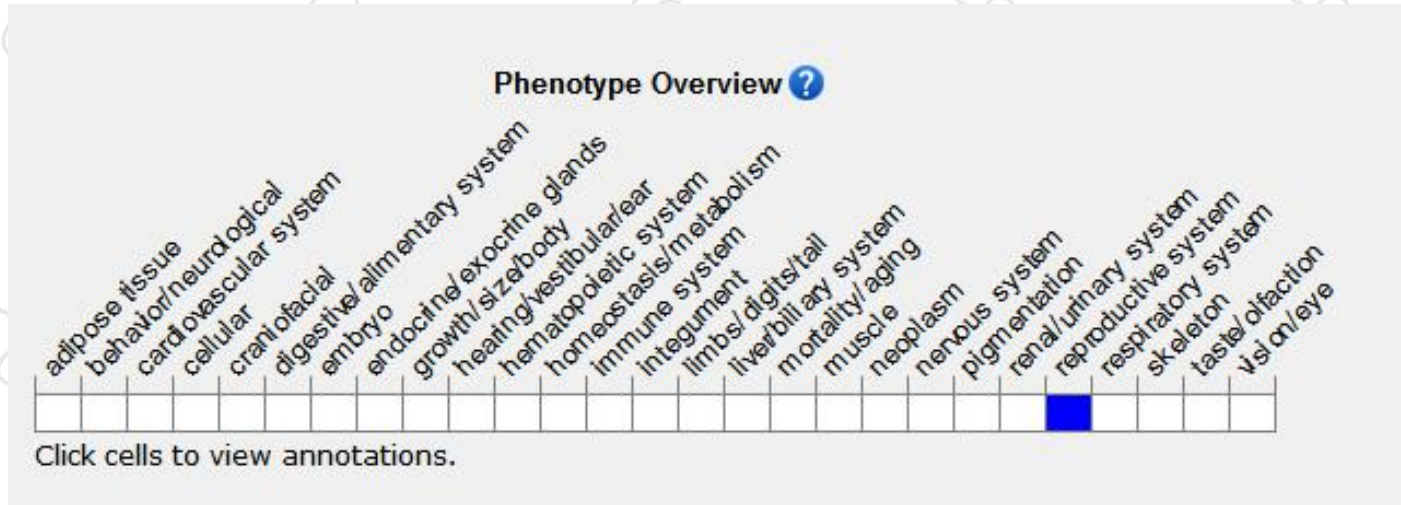 Phenotype Overview ?
adipose tissue
behavior/neurological
cardiovascular system
cellular
craniofacial
digestive/alimentary system
embryo
endocrine/exocrine glands
growth/size/body
hearing/vestibular/ear
hematopoietic system
homeostasis/metabolism
immune system
integument
limbs/digits/tail
liver/biliary system
mortality/aging
muscle
neoplasm
nervous system
pigmentation
renal/urinary system
reproductive system
respiratory system
skeleton
taste/olfaction
vision/eye
Click cells to view annotations.